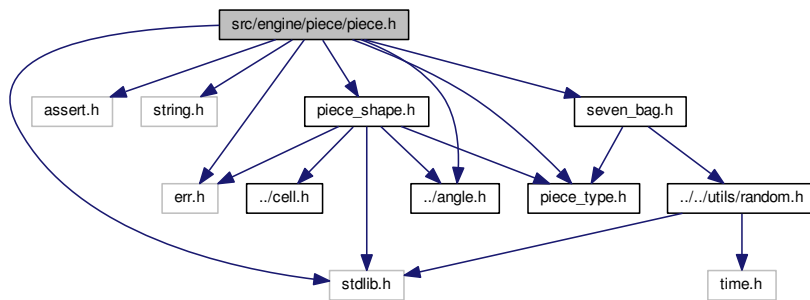 src/engine/piece/piece.h
assert.h
string.h
piece_shape.h
seven_bag.h
err.h
../cell.h
../angle.h
piece_type.h
../../utils/random.h
stdlib.h
time.h